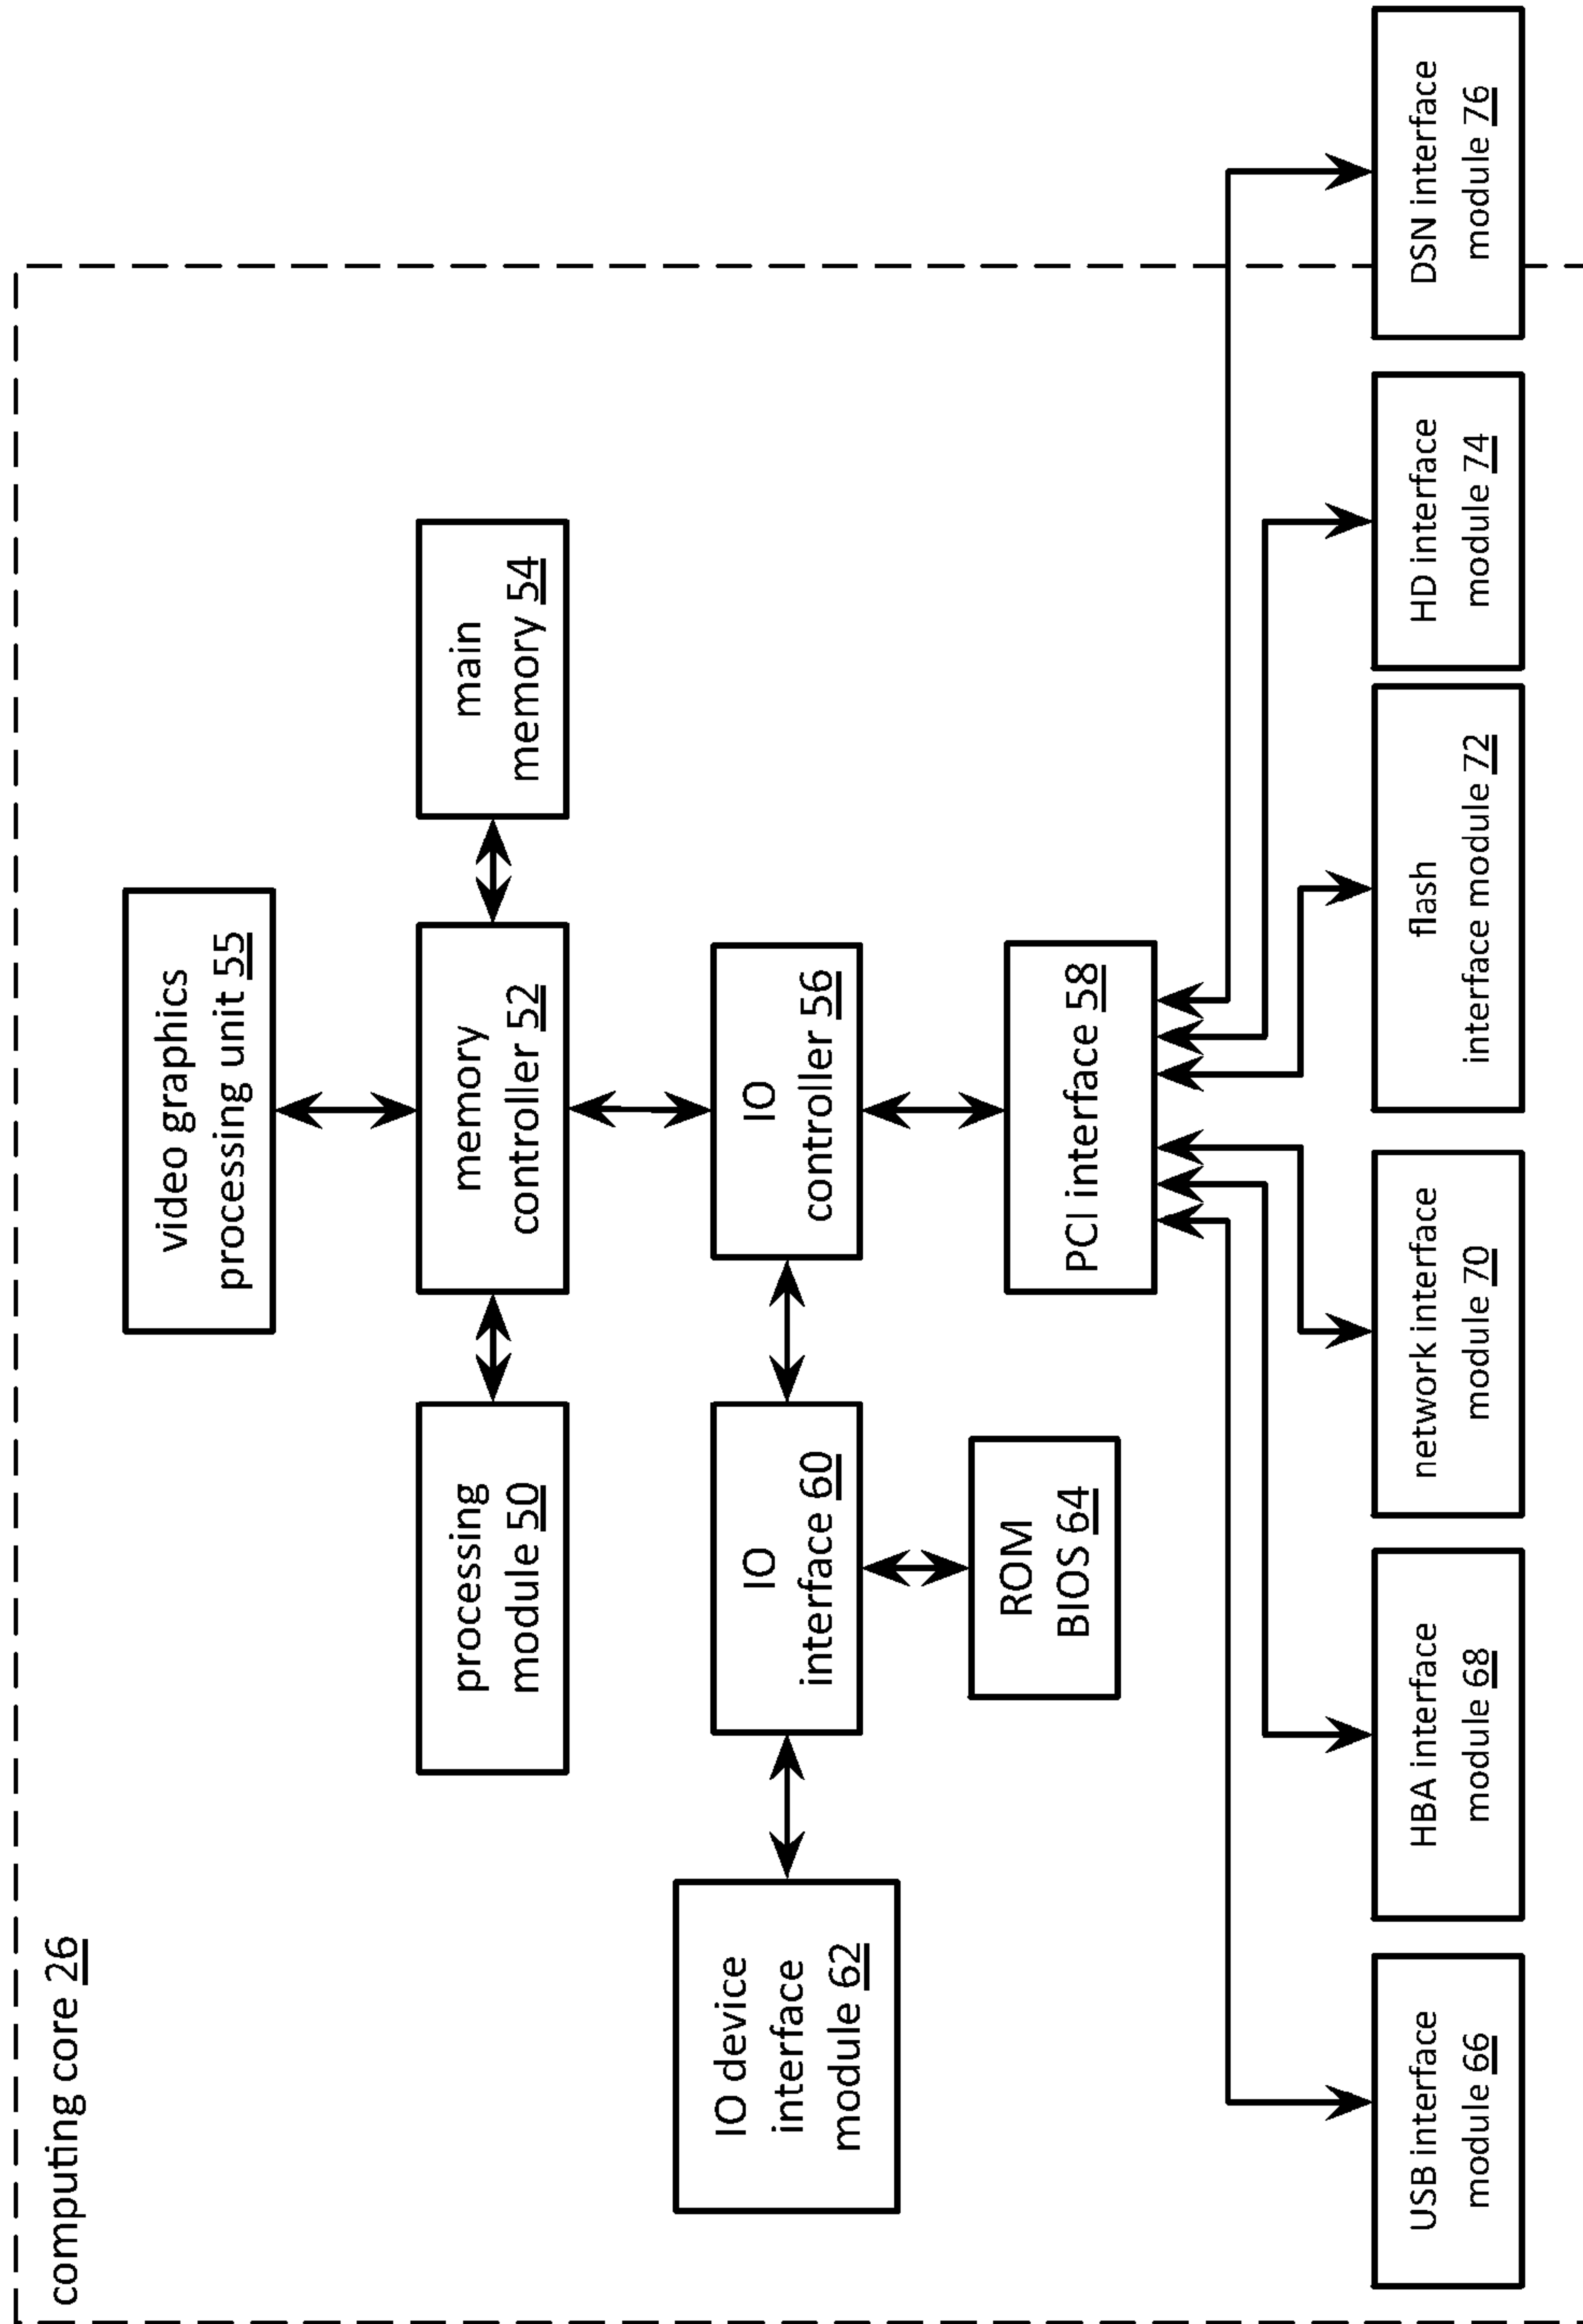 computing core 26
video graphics
processing unit 55
processing
module 50
memory
controller 52
main
memory 54
IO device
interface
module 62
IO
interface 60
IO
controller 56
ROM
BIOS 64
PCI interface 58
USB interface
module 66
HBA interface
module 68
network interface
module 70
flash
interface module 72
HD interface
module 74
DSN interface
module 76